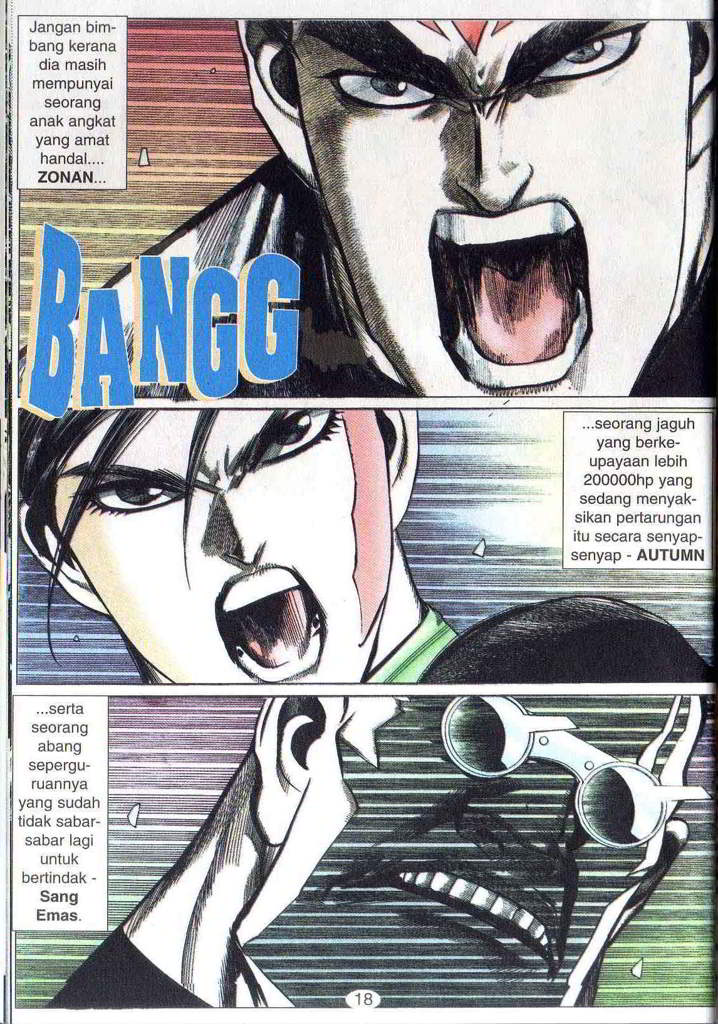 Jangan bim-
bang kerana
dia masih
mempunyai
seorang
anak angkat
yang amat
handal....
ZONAN...
BANGG
...seorang jaguh
yang berke-
upayaan lebih
200000hp yang
sedang menyak-
sikan pertarungan
itu secara senyap-
senyap - AUTUMN
...serta
seorang
abang
sepergu-
ruannya
yang sudah
tidak sabar-
sabar lagi
untuk
bertindak -
Sang
Emas.
18